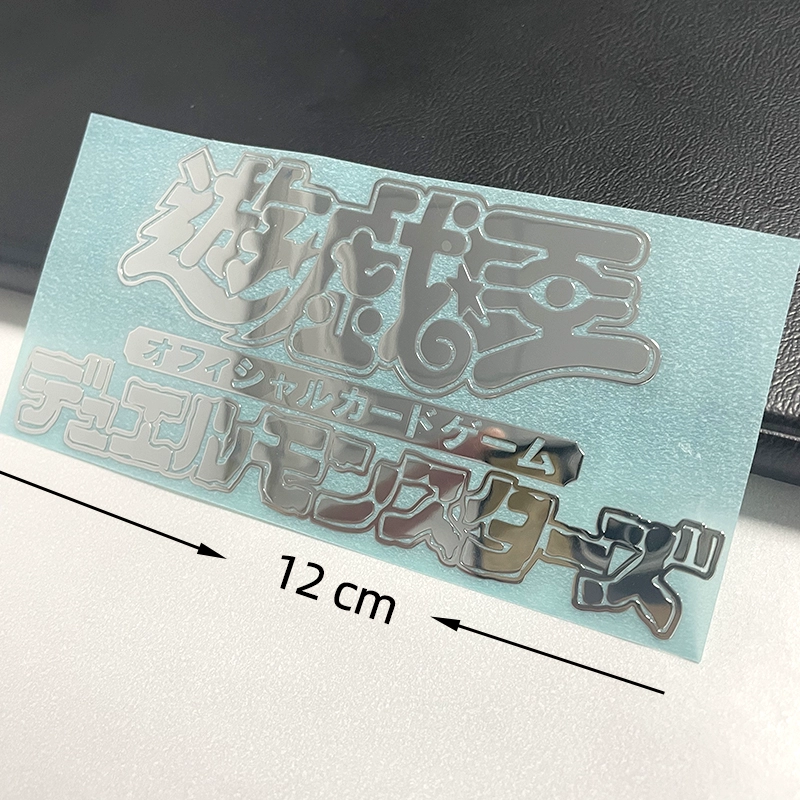 遊戯王
オフィシャルカードゲーム
デュエルモンスターズ
12 cm